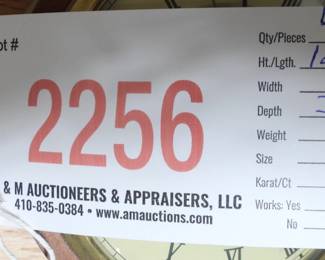 ot #
2256
& M AUCTIONEERS & APPRAISERS, LLC
410-835-0384 • www.amauctions.com
Qty/Pieces
Ht./Lgth.
Width
Depth
Weight
Size
Karat/Ct
Works: Yes
No